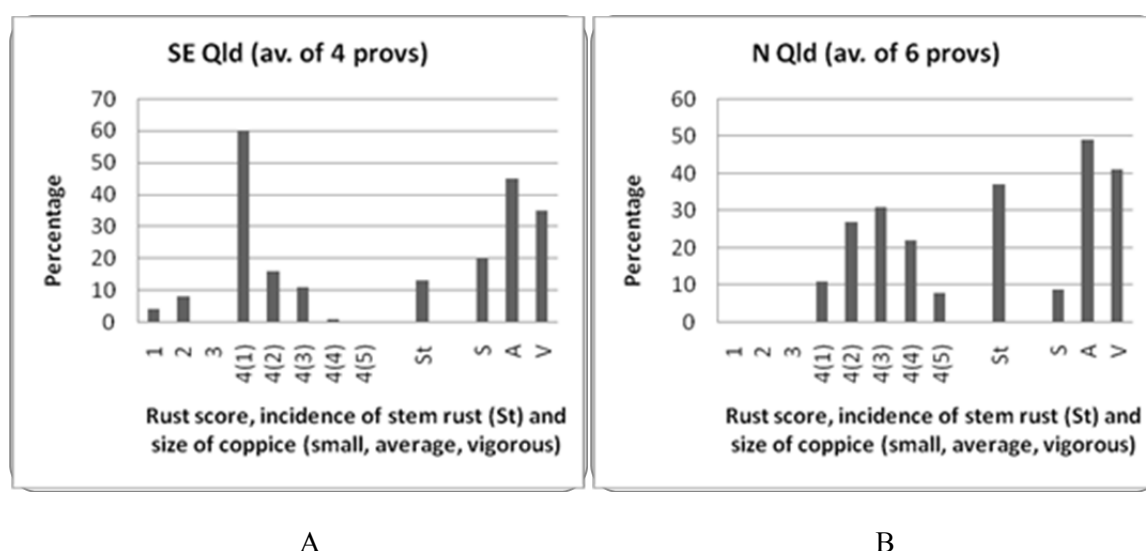 SE Qld (av. of 4 provs)
70
60
50
40
30
20
10
0
Percentage
1 2 3 4(1) 4(2) 4(3) 4(4) 4(5) St S A V
Rust score, incidence of stem rust (St) and
size of coppice (small, average, vigorous)
A
N Qld (av. of 6 provs)
60
50
40
30
20
10
0
Percentage
1 2 3 4(1) 4(2) 4(3) 4(4) 4(5) St S A V
Rust score, incidence of stem rust (St) and
size of coppice (small, average, vigorous)
B